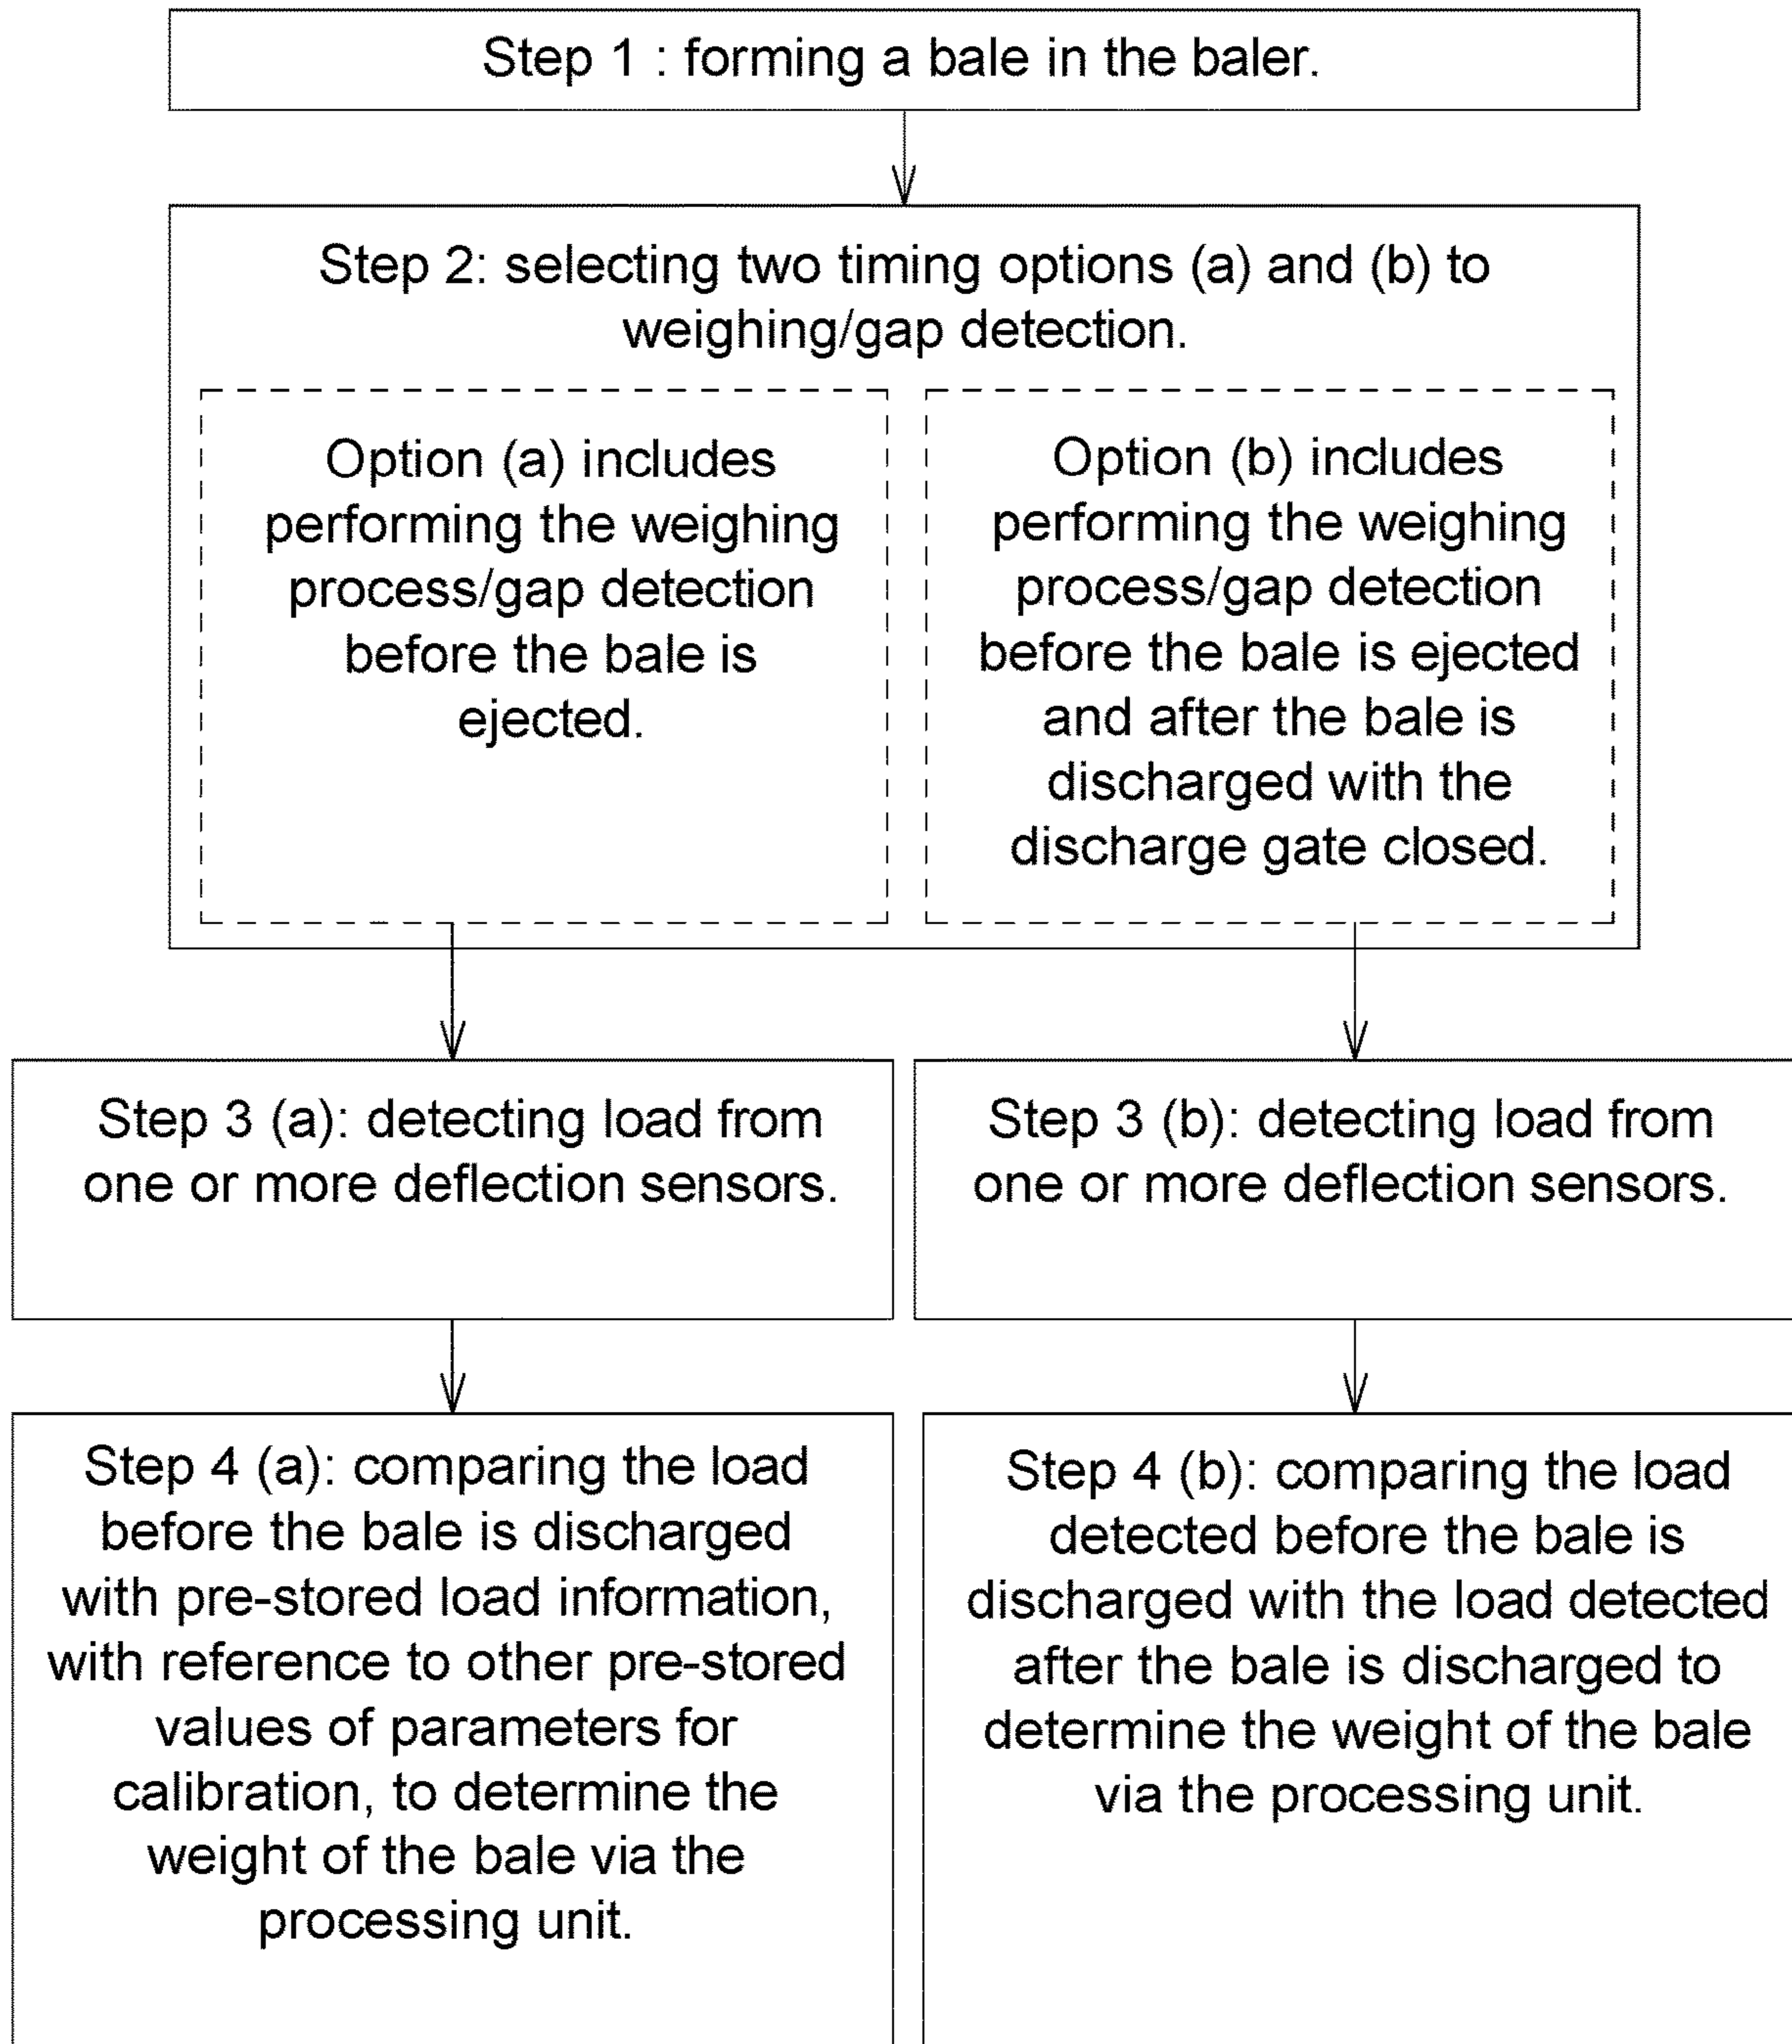 Step 1 : forming a bale in the baler.
Step 2: selecting two timing options (a) and (b) to
weighing/gap detection.
Option (a) includes
performing the weighing
process/gap detection
before the bale is
ejected.
Option (b) includes
performing the weighing
process/gap detection
before the bale is ejected
and after the bale is
discharged with the
discharge gate closed.
Step 3 (a): detecting load from
one or more deflection sensors.
Step 3 (b): detecting load from
one or more deflection sensors.
Step 4 (a): comparing the load
before the bale is discharged
with pre-stored load information,
with reference to other pre-stored
values of parameters for
calibration, to determine the
weight of the bale via the
processing unit.
Step 4 (b): comparing the load
detected before the bale is
discharged with the load detected
after the bale is discharged to
determine the weight of the bale
via the processing unit.